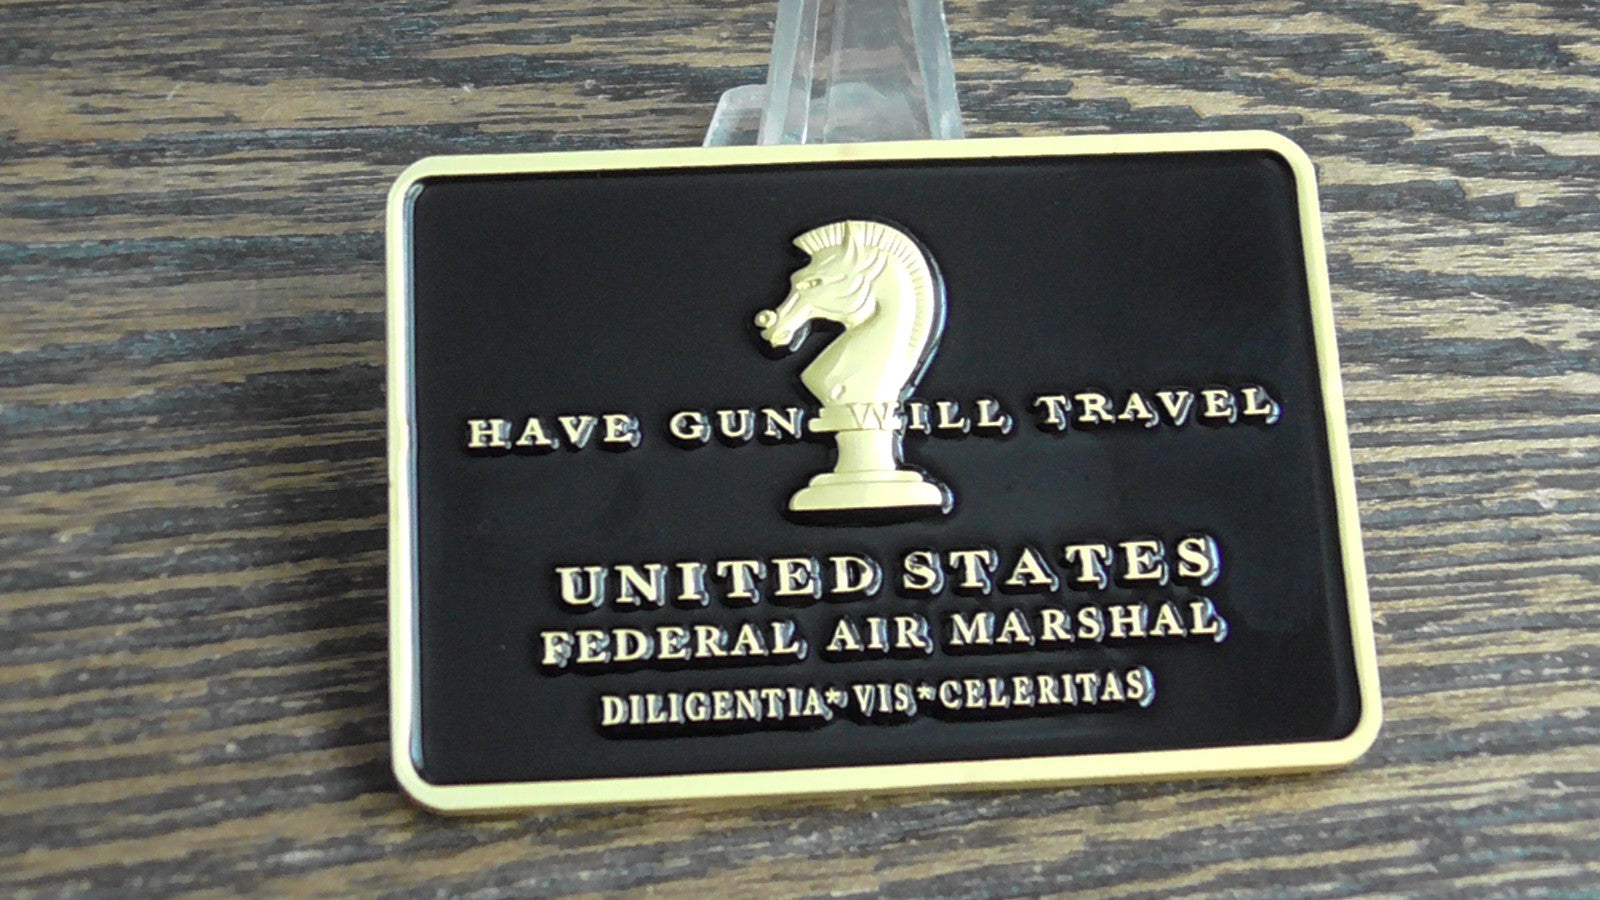 HAVE GUN WILL TRAVEL
UNITED STATES
FEDERAL AIR MARSHAL
DILIGENTIA*VIS*CELERITAS